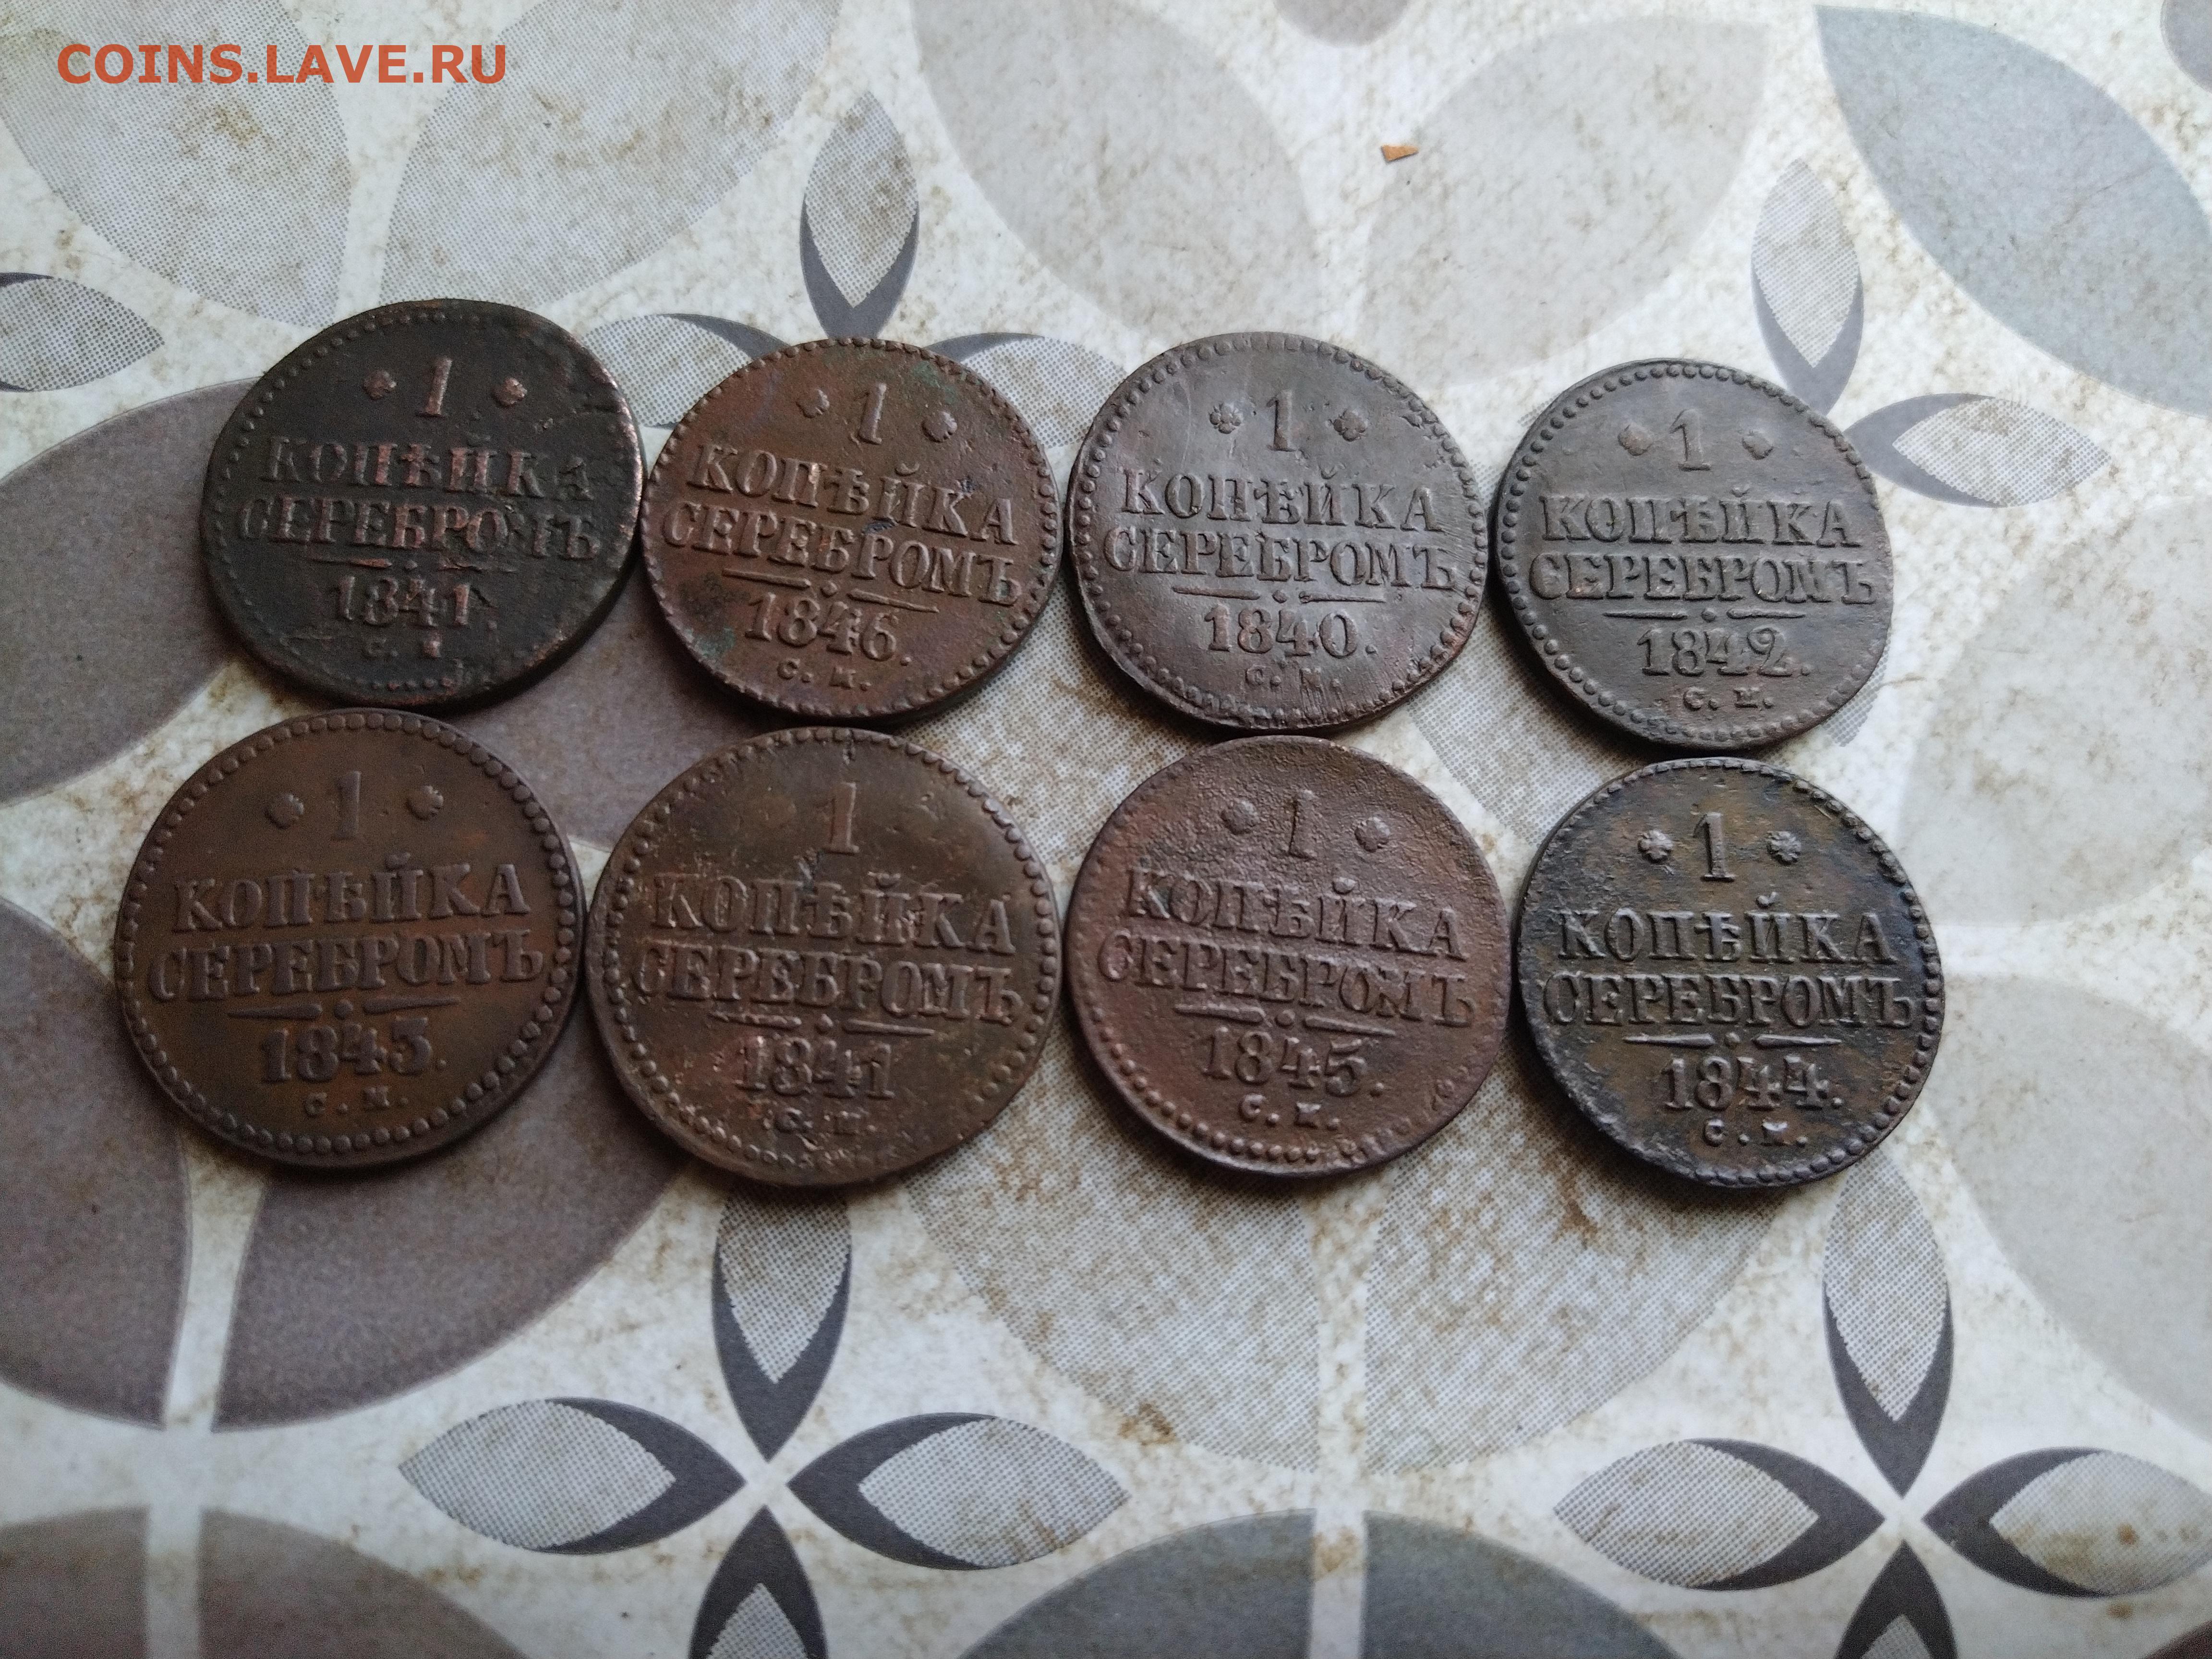 COINS.LAVE.RU
1
КОПѢЙКА
СЕРЕБРОМЪ
1841.
С.
1
КОПѢЙКА
СЕРЕБРОМЪ
1846.
С.М.
1
КОПѢЙКА
СЕРЕБРОМЪ
1840.
С.М.
1
КОПѢЙКА
СЕРЕБРОМЪ
1842.
С.М.
1
КОПѢЙКА
СЕРЕБРОМЪ
1843.
С.М.
1
КОПѢЙКА
СЕРЕБРОМЪ
1841
С.М.
1
КОПѢЙКА
СЕРЕБРОМЪ
1845.
С.М.
1
КОПѢЙКА
СЕРЕБРОМЪ
1844.
С.М.